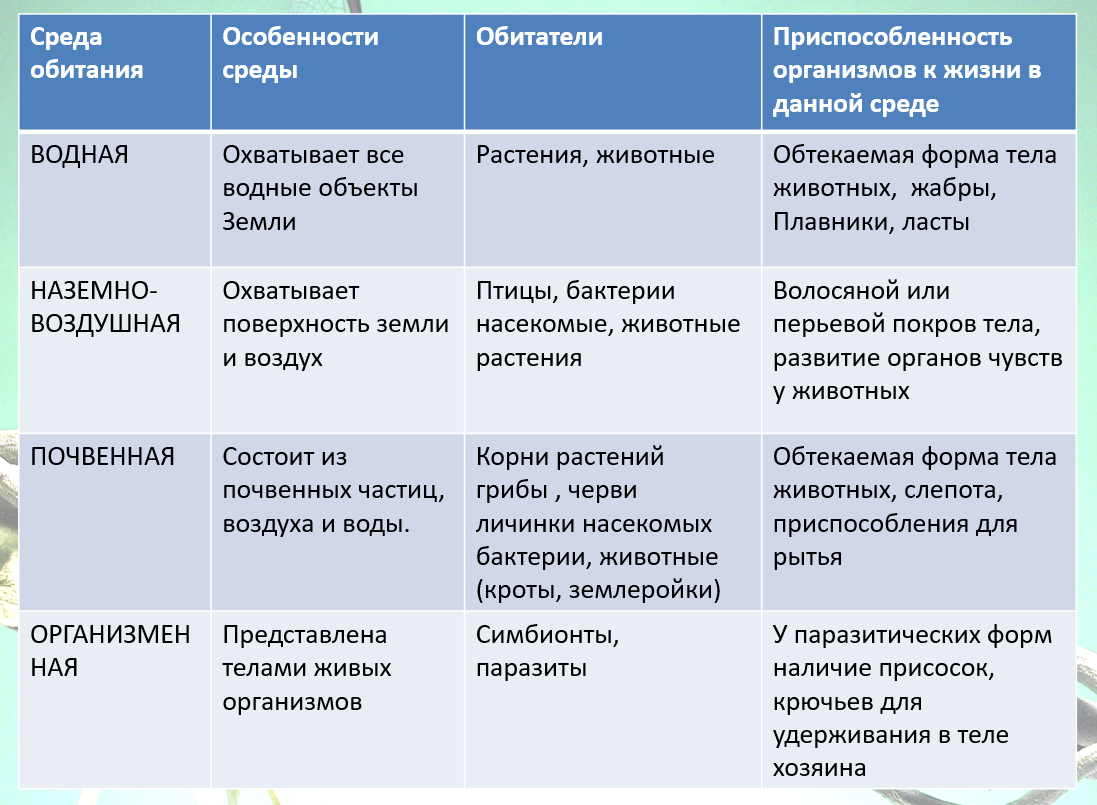 Среда
обитания
Особенности
среды
Обитатели
Приспособленность
организмов к жизни в
данной среде
ВОДНАЯ
Охватывает все
водные объекты
Земли
Растения, животные
Обтекаемая форма тела
животных,  жабры,
Плавники, ласты
НАЗЕМНО-
ВОЗДУШНАЯ
Охватывает
поверхность земли
и воздух
Птицы, бактерии
насекомые, животные
растения
Волосяной или
перьевой покров тела,
развитие органов чувств
у животных
ПОЧВЕННАЯ
Состоит из
почвенных частиц,
воздуха и воды.
Корни растений
грибы , черви
личинки насекомых
бактерии, животные
(кроты, землеройки)
Обтекаемая форма тела
животных, слепота,
приспособления для
рытья
ОРГАНИЗМЕН
НАЯ
Представлена
телами живых
организмов
Симбионты,
паразиты
У паразитических форм
наличие присосок,
крючьев для
удерживания в теле
хозяина